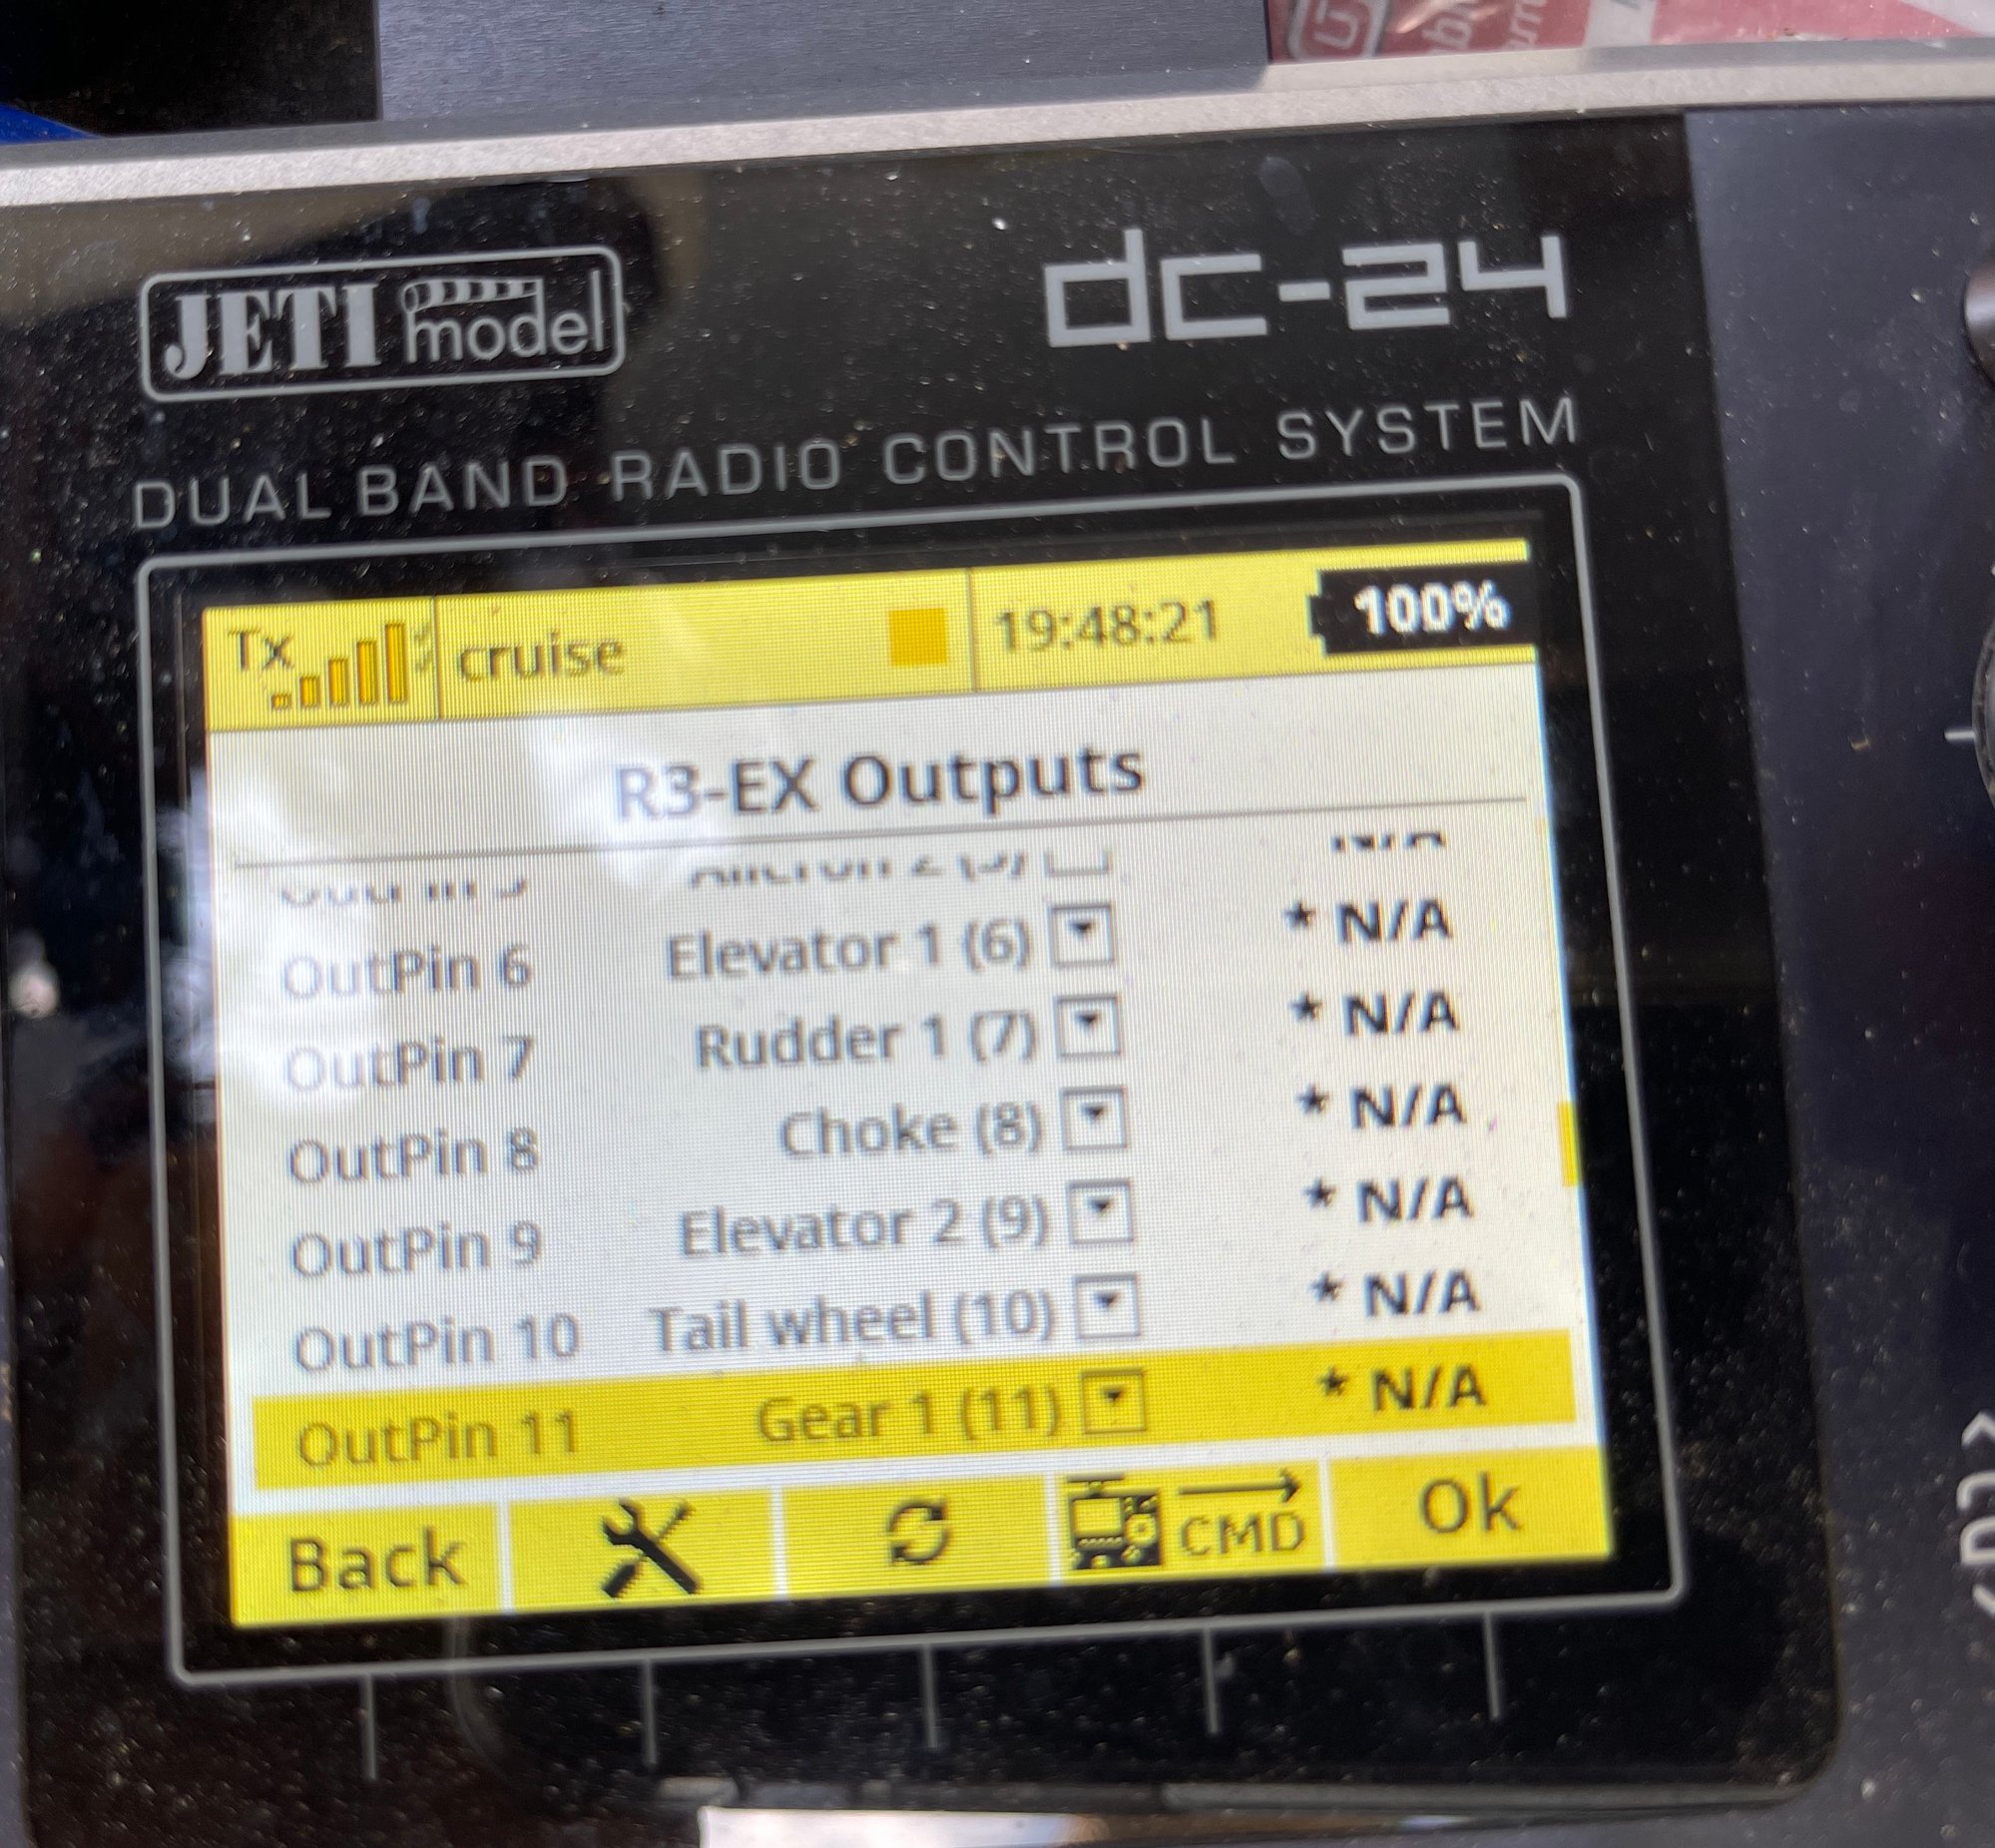 JETI model
dc-24
DUAL BAND RADIO CONTROL SYSTEM
Tx cruise 19:48:21 100%
R3-EX Outputs
N/A
OutPin 6 Elevator 1 (6) * N/A
OutPin 7 Rudder 1 (7) * N/A
OutPin 8 Choke (8) * N/A
OutPin 9 Elevator 2 (9) * N/A
OutPin 10 Tail wheel (10) * N/A
OutPin 11 Gear 1 (11) * N/A
Back CMD Ok